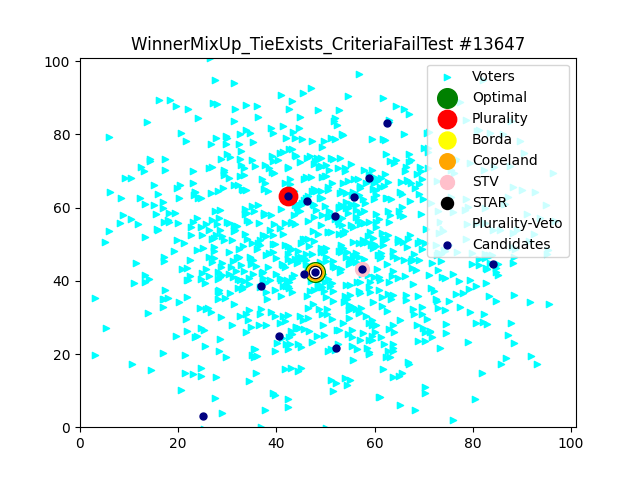 WinnerMixUp_TieExists_CriteriaFailTest #13647
100
80
60
40
20
0
0
20
40
60
80
100
Voters
Optimal
Plurality
Borda
Copeland
STV
STAR
Plurality-Veto
Candidates